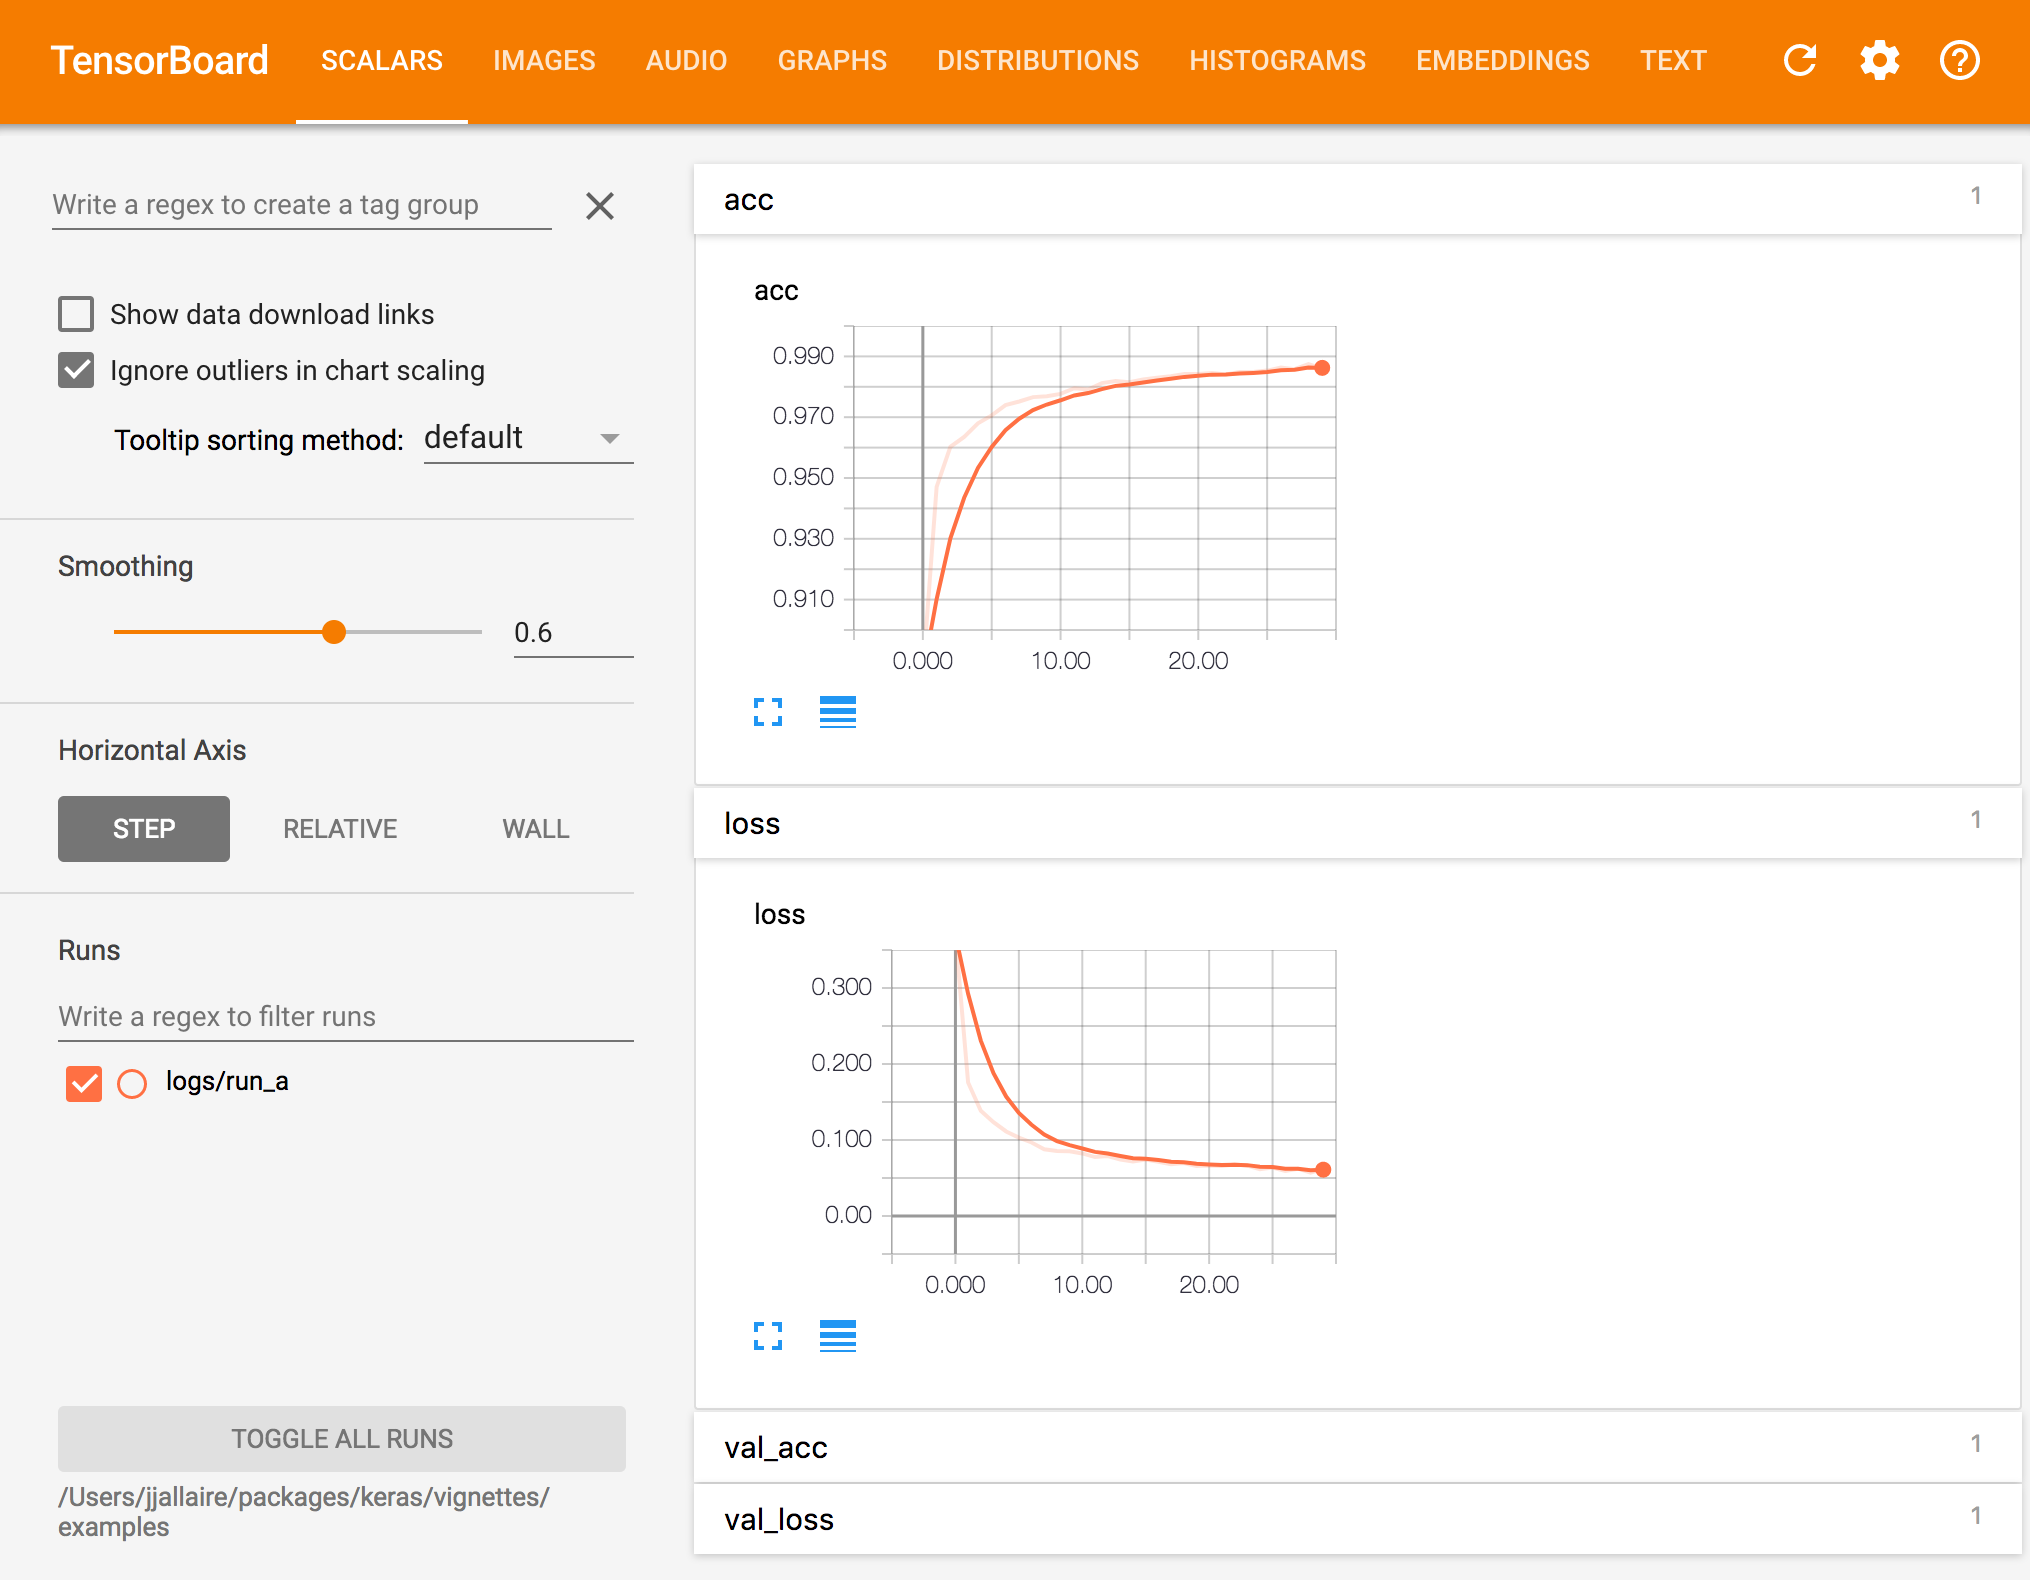 TensorBoard SCALARS IMAGES AUDIO GRAPHS DISTRIBUTIONS HISTOGRAMS EMBEDDINGS TEXT
Write a regex to create a tag group
Show data download links
Ignore outliers in chart scaling
Tooltip sorting method: default
Smoothing
0.6
Horizontal Axis
STEP RELATIVE WALL
Runs
Write a regex to filter runs
logs/run_a
TOGGLE ALL RUNS
/Users/jjallaire/packages/keras/vignettes/
examples
acc 1
acc
0.990
0.970
0.950
0.930
0.910
0.000 10.00 20.00
loss 1
loss
0.300
0.200
0.100
0.00
0.000 10.00 20.00
val_acc 1
val_loss 1